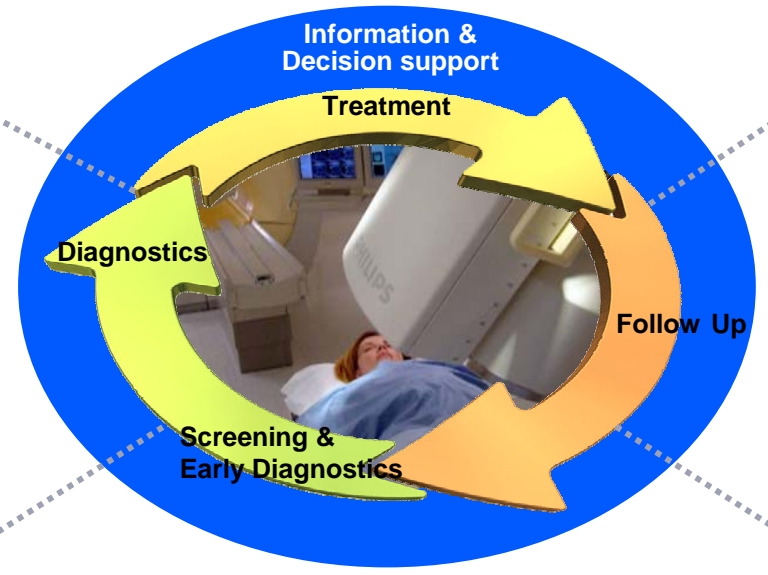 Information &
Decision support
Treatment
Diagnostics
PHILIPS
Follow Up
Screening &
Early Diagnostics